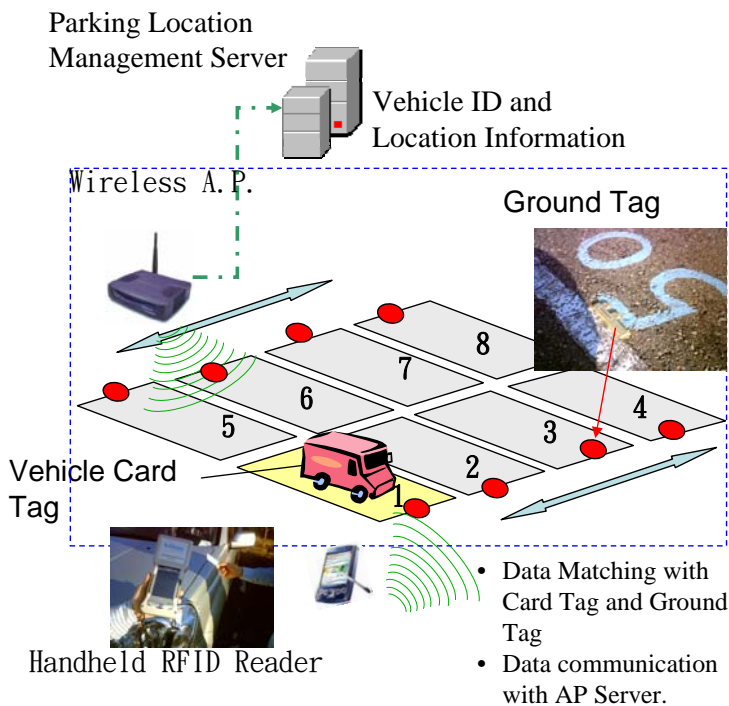 Parking Location
Management Server
Vehicle ID and
Location Information
Wireless A.P.
Ground Tag
05
8
7
6
5
4
3
2
1
Vehicle Card
Tag
Handheld RFID Reader
• Data Matching with
Card Tag and Ground
Tag
• Data communication
with AP Server.